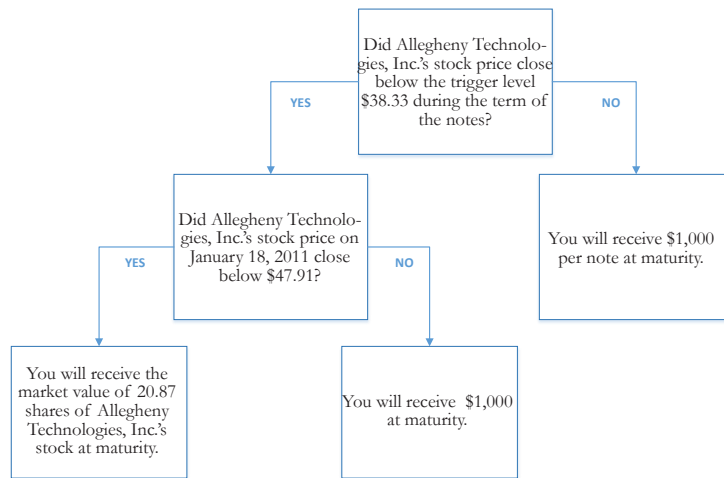 Did Allegheny Technolo-
gies, Inc.'s stock price close
below the trigger level
$38.33 during the term of
the notes?
YES
NO
Did Allegheny Technolo-
gies, Inc.'s stock price on
January 18, 2011 close
below $47.91?
You will receive $1,000
per note at maturity.
YES
NO
You will receive the
market value of 20.87
shares of Allegheny
Technologies, Inc.'s
stock at maturity.
You will receive $1,000
at maturity.